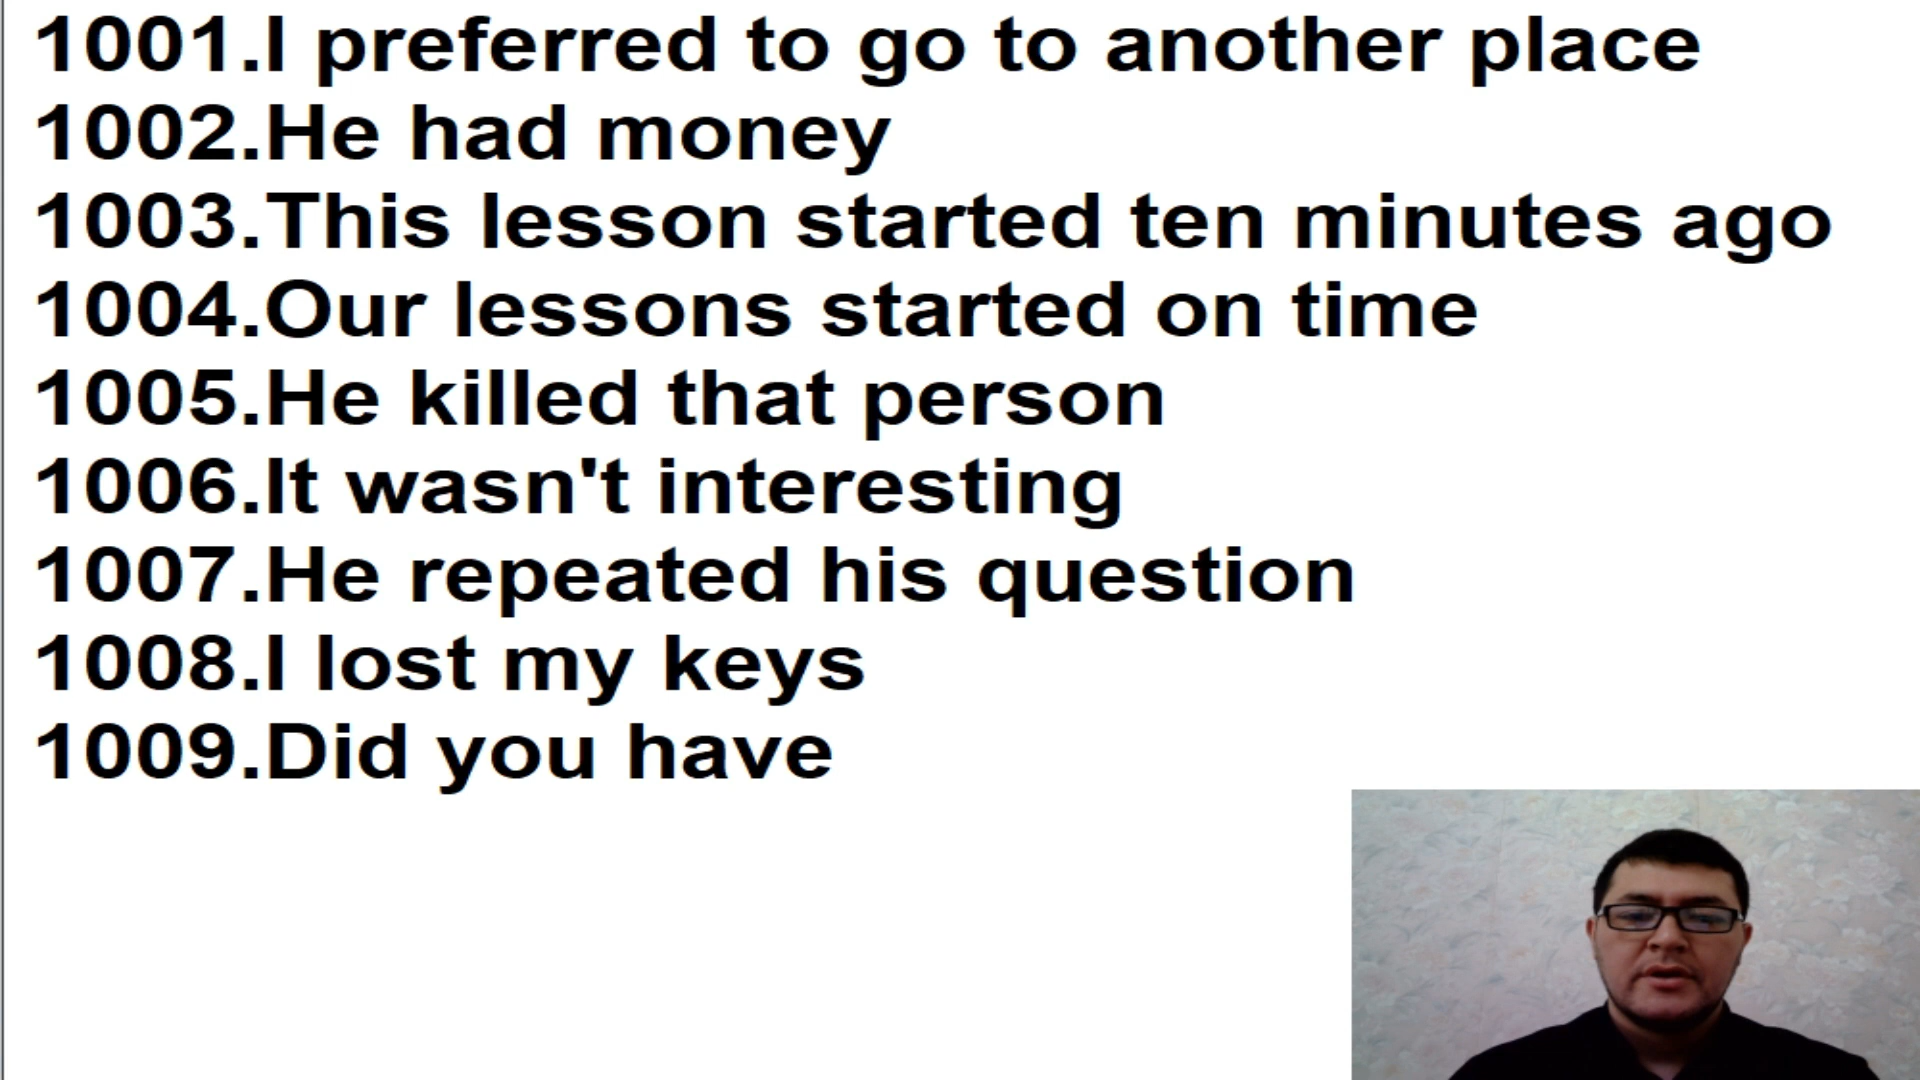 1001.I preferred to go to another place
1002.He had money
1003.This lesson started ten minutes ago
1004.Our lessons started on time
1005.He killed that person
1006.It wasn't interesting
1007.He repeated his question
1008.I lost my keys
1009.Did you have